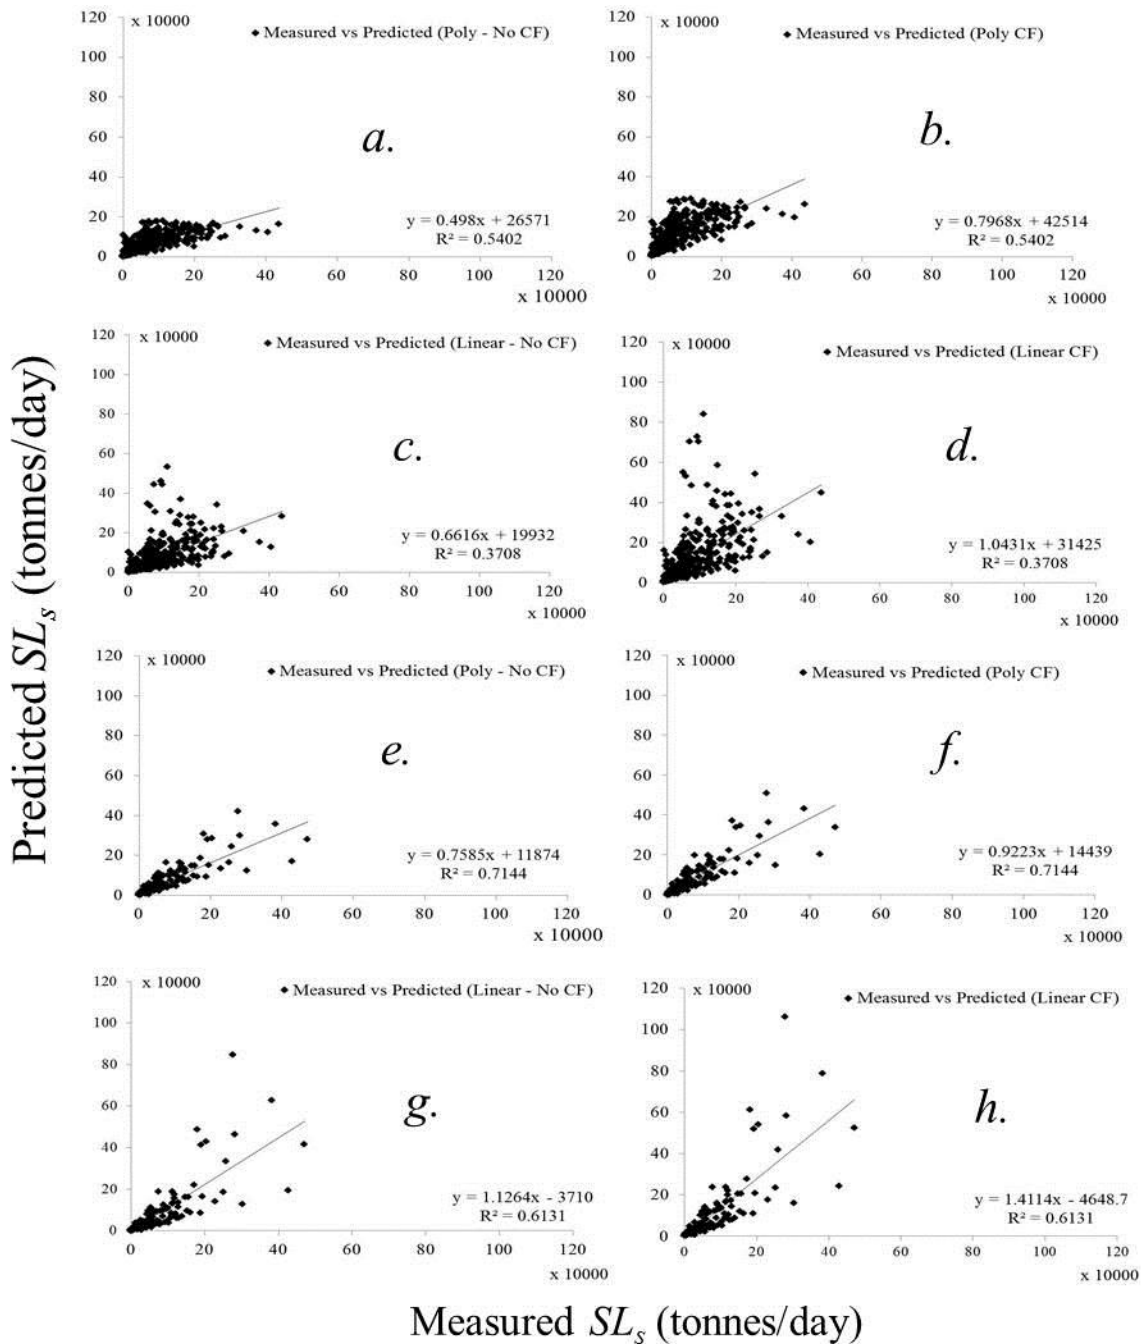 Predicted SLs (tonnes/day)
120
x 10000
◆ Measured vs Predicted (Poly - No CF)
100
80
60
a.
40
y = 0.498x + 26571
20
R² = 0.5402
0
0 20 40 60 80 100 120
x 10000
120
x 10000
◆ Measured vs Predicted (Poly CF)
100
80
60
b.
40
y = 0.7968x + 42514
20
R² = 0.5402
0
0 20 40 60 80 100 120
x 10000
120
x 10000
◆ Measured vs Predicted (Linear - No CF)
100
80
60
c.
40
y = 0.6616x + 19932
20
R² = 0.3708
0
0 20 40 60 80 100 120
x 10000
120
x 10000
◆ Measured vs Predicted (Linear CF)
100
80
60
d.
40
y = 1.0431x + 31425
20
R² = 0.3708
0
0 20 40 60 80 100 120
x 10000
120
x 10000
◆ Measured vs Predicted (Poly - No CF)
100
80
e.
60
40
y = 0.7585x + 11874
20
R² = 0.7144
0
0 20 40 60 80 100 120
x 10000
120
x 10000
◆ Measured vs Predicted (Poly CF)
100
80
f.
60
40
y = 0.9223x + 14439
20
R² = 0.7144
0
0 20 40 60 80 100 120
x 10000
120
x 10000
◆ Measured vs Predicted (Linear - No CF)
100
80
60
g.
40
20
y = 1.1264x - 3710
R² = 0.6131
0
0 20 40 60 80 100 120
x 10000
120
x 10000
◆ Measured vs Predicted (Linear CF)
100
80
60
h.
40
20
y = 1.4114x - 4648.7
R² = 0.6131
0
0 20 40 60 80 100 120
x 10000
Measured SLs (tonnes/day)